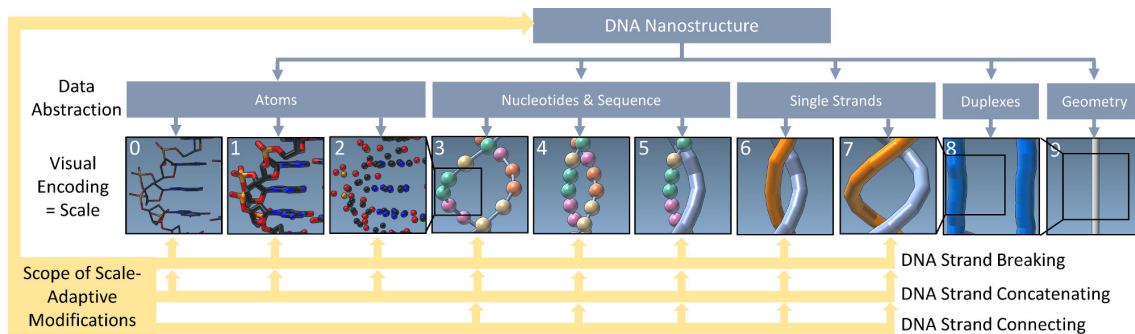 DNA Nanostructure
Data
Abstraction
Atoms
Nucleotides & Sequence
Single Strands
Duplexes
Geometry
Visual
Encoding
= Scale
0
1
2
3
4
5
6
7
8
9
Scope of Scale-
Adaptive
Modifications
DNA Strand Breaking
DNA Strand Concatenating
DNA Strand Connecting